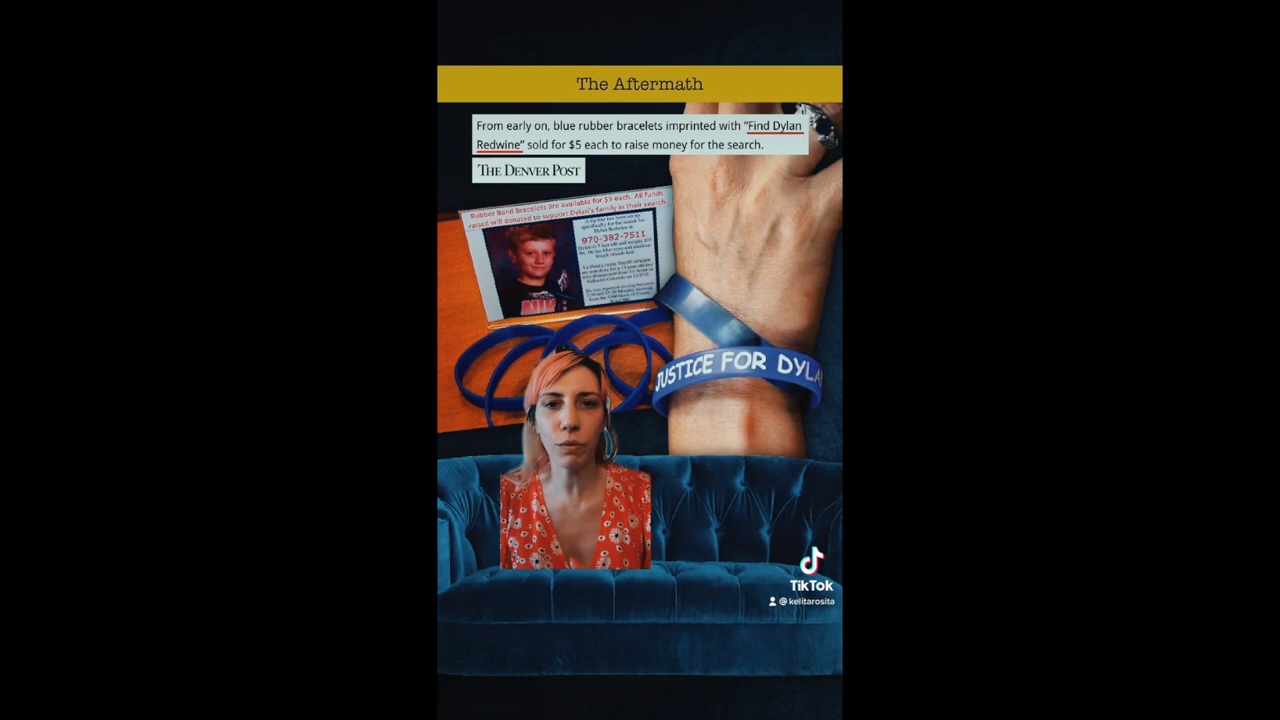 The Aftermath
From early on, blue rubber bracelets imprinted with "Find Dylan
Redwine" sold for $5 each to raise money for the search.
THE DENVER POST
Rubber Band Bracelets are available for $5 each. All funds
raised will donated to support Dylan's family in their search.
970-382-7511
JUSTICE FOR DYLA
TikTok
@kelitarosita